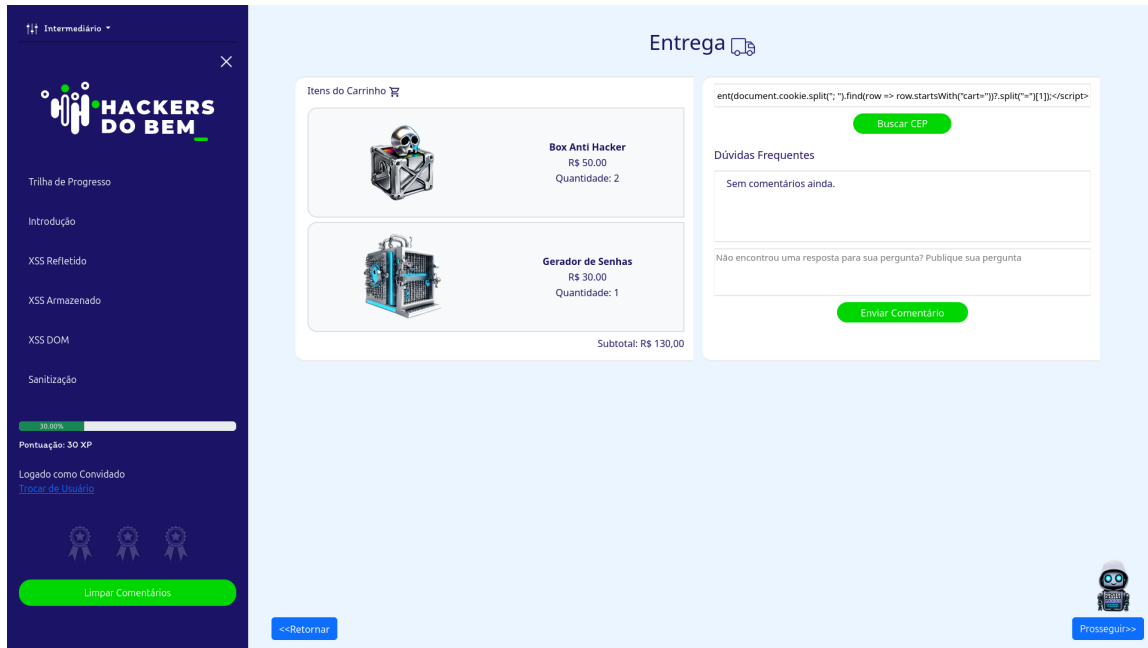 Intermediário
HACKERS
DO BEM
Trilha de Progresso
Introdução
XSS Refletido
XSS Armazenado
XSS DOM
Sanitização
30.00%
Pontuação: 30 XP
Logado como Convidado
Trocar de Usuário
Limpar Comentários
Entrega
Itens do Carrinho
Box Anti Hacker
R$ 50.00
Quantidade: 2
Gerador de Senhas
R$ 30.00
Quantidade: 1
Subtotal: R$ 130,00
ent(document.cookie.split("; ").find(row => row.startsWith("cart="))?.split("=")[1]);</script>
Buscar CEP
Dúvidas Frequentes
Sem comentários ainda.
Não encontrou uma resposta para sua pergunta? Publique sua pergunta
Enviar Comentário
<<Retornar
Prosseguir>>